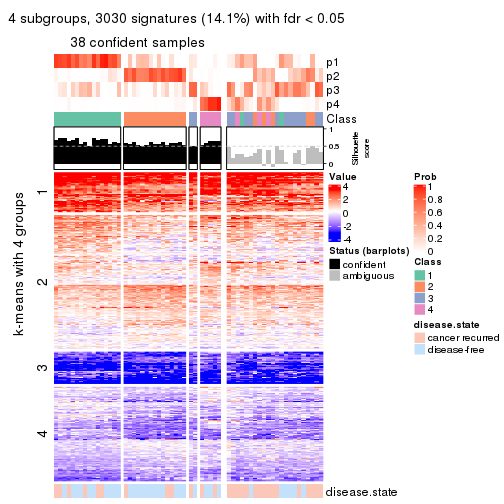 4 subgroups, 3030 signatures (14.1%) with fdr < 0.05
38 confident samples
p1
p2
p3
p4
Class
1
0.5
0
Silhouette
score
k-means with 4 groups
1
2
3
4
disease.state
Value
4
2
0
-2
-4
Status (barplots)
confident
ambiguous
Prob
1
0.8
0.6
0.4
0.2
0
Class
1
2
3
4
disease.state
cancer recurred
disease-free